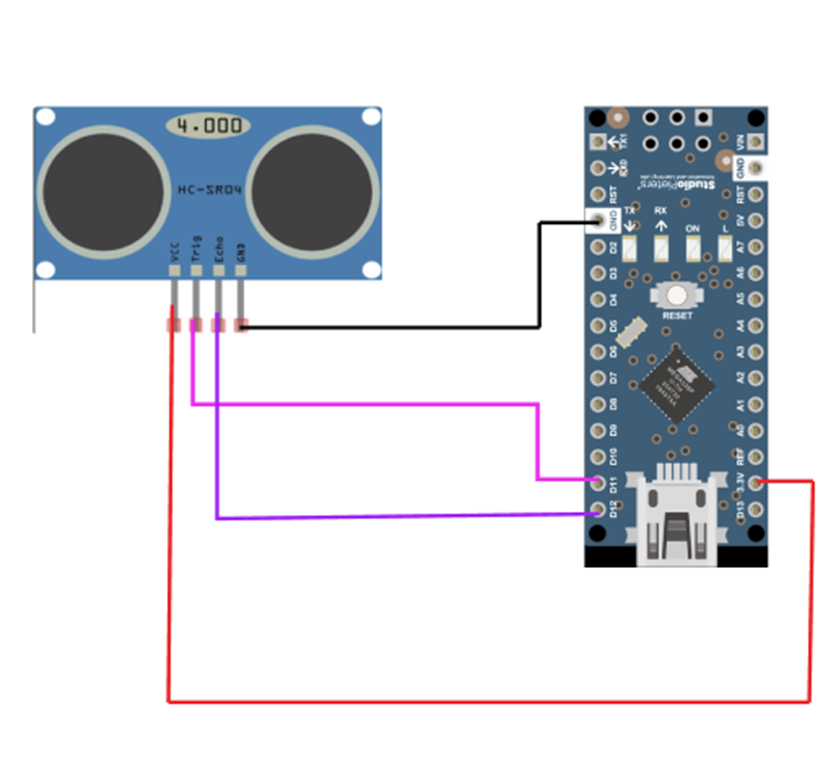 4.000
HC-SR04
VCC
Trig
Echo
GND
TX1
RX0
RST
GND
D2
D3
D4
D5
D6
D7
D8
D9
D10
D11
D12
VIN
GND
RST
5V
A7
A6
A5
A4
A3
A2
A1
A0
REF
3.3V
D13
StudioPieters
TX
RX
ON
L
RESET